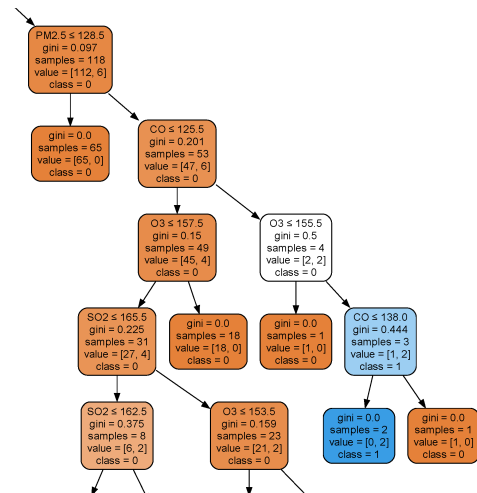 PM2.5 ≤ 128.5
gini = 0.097
samples = 118
value = [112, 6]
class = 0
gini = 0.0
samples = 65
value = [65, 0]
class = 0
CO ≤ 125.5
gini = 0.201
samples = 53
value = [47, 6]
class = 0
O3 ≤ 157.5
gini = 0.15
samples = 49
value = [45, 4]
class = 0
O3 ≤ 155.5
gini = 0.5
samples = 4
value = [2, 2]
class = 0
SO2 ≤ 165.5
gini = 0.225
samples = 31
value = [27, 4]
class = 0
gini = 0.0
samples = 18
value = [18, 0]
class = 0
gini = 0.0
samples = 1
value = [1, 0]
class = 0
CO ≤ 138.0
gini = 0.444
samples = 3
value = [1, 2]
class = 1
SO2 ≤ 162.5
gini = 0.375
samples = 8
value = [6, 2]
class = 0
O3 ≤ 153.5
gini = 0.159
samples = 23
value = [21, 2]
class = 0
gini = 0.0
samples = 2
value = [0, 2]
class = 1
gini = 0.0
samples = 1
value = [1, 0]
class = 0